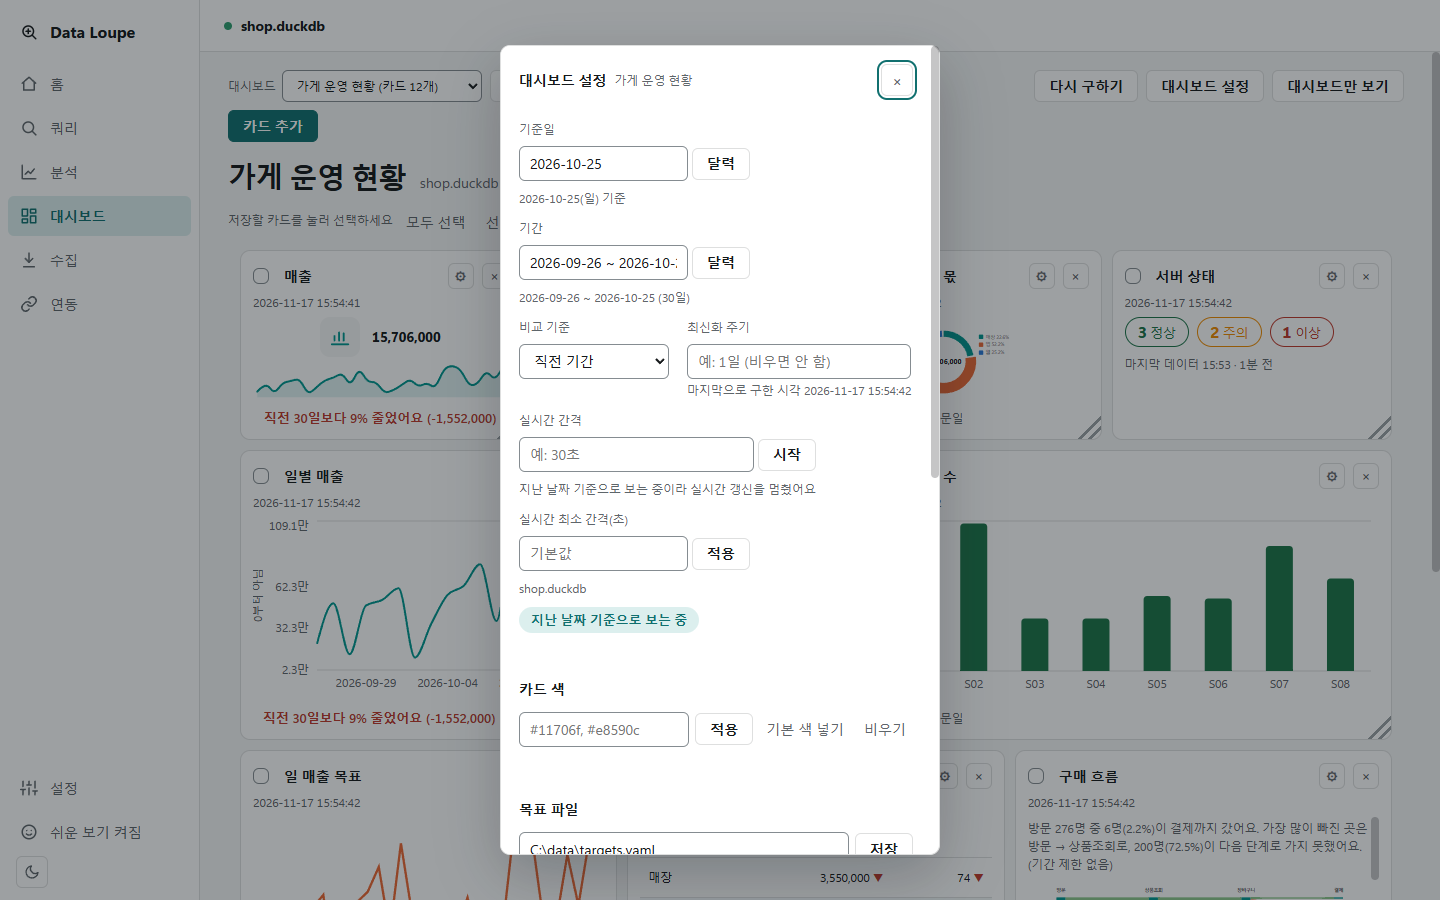 Data Loupe
홈
쿼리
분석
대시보드
수집
연동
설정
쉬운 보기 켜짐
shop.duckdb
대시보드
가게 운영 현황 (카드 12개)
다시 구하기
대시보드 설정
대시보드만 보기
카드 추가
가게 운영 현황 shop.duckdb
저장할 카드를 눌러 선택하세요 모두 선택
매출
2026-11-17 15:54:41
15,706,000
직전 30일보다 9% 줄었어요 (-1,552,000)
몫
문일
서버 상태
2026-11-17 15:54:42
3 정상
2 주의
1 이상
마지막 데이터 15:53 · 1분 전
일별 매출
2026-11-17 15:54:42
109.1만
62.3만
32.3만
2.3만
0부터 아님
2026-09-29
2026-10-04
직전 30일보다 9% 줄었어요 (-1,552,000)
수
S02
S03
S04
S05
S06
S07
S08
문일
일 매출 목표
2026-11-17 15:54:42
매장
3,550,000 ▼
74 ▼
구매 흐름
2026-11-17 15:54:42
방문 276명 중 6명(2.2%)이 결제까지 갔어요. 가장 많이 빠진 곳은
방문 → 상품조회로, 200명(72.5%)이 다음 단계로 가지 못했어요.
(기간 제한 없음)
대시보드 설정 가게 운영 현황
×
기준일
2026-10-25
달력
2026-10-25(일) 기준
기간
2026-09-26 ~ 2026-10-
달력
2026-09-26 ~ 2026-10-25 (30일)
비교 기준
직전 기간
최신화 주기
예: 1일 (비우면 안 함)
마지막으로 구한 시각 2026-11-17 15:54:42
실시간 간격
예: 30초
시작
지난 날짜 기준으로 보는 중이라 실시간 갱신을 멈췄어요
실시간 최소 간격(초)
기본값
적용
shop.duckdb
지난 날짜 기준으로 보는 중
카드 색
#11706f, #e8590c
적용
기본 색 넣기
비우기
목표 파일
C:\data\targets.yaml
저장